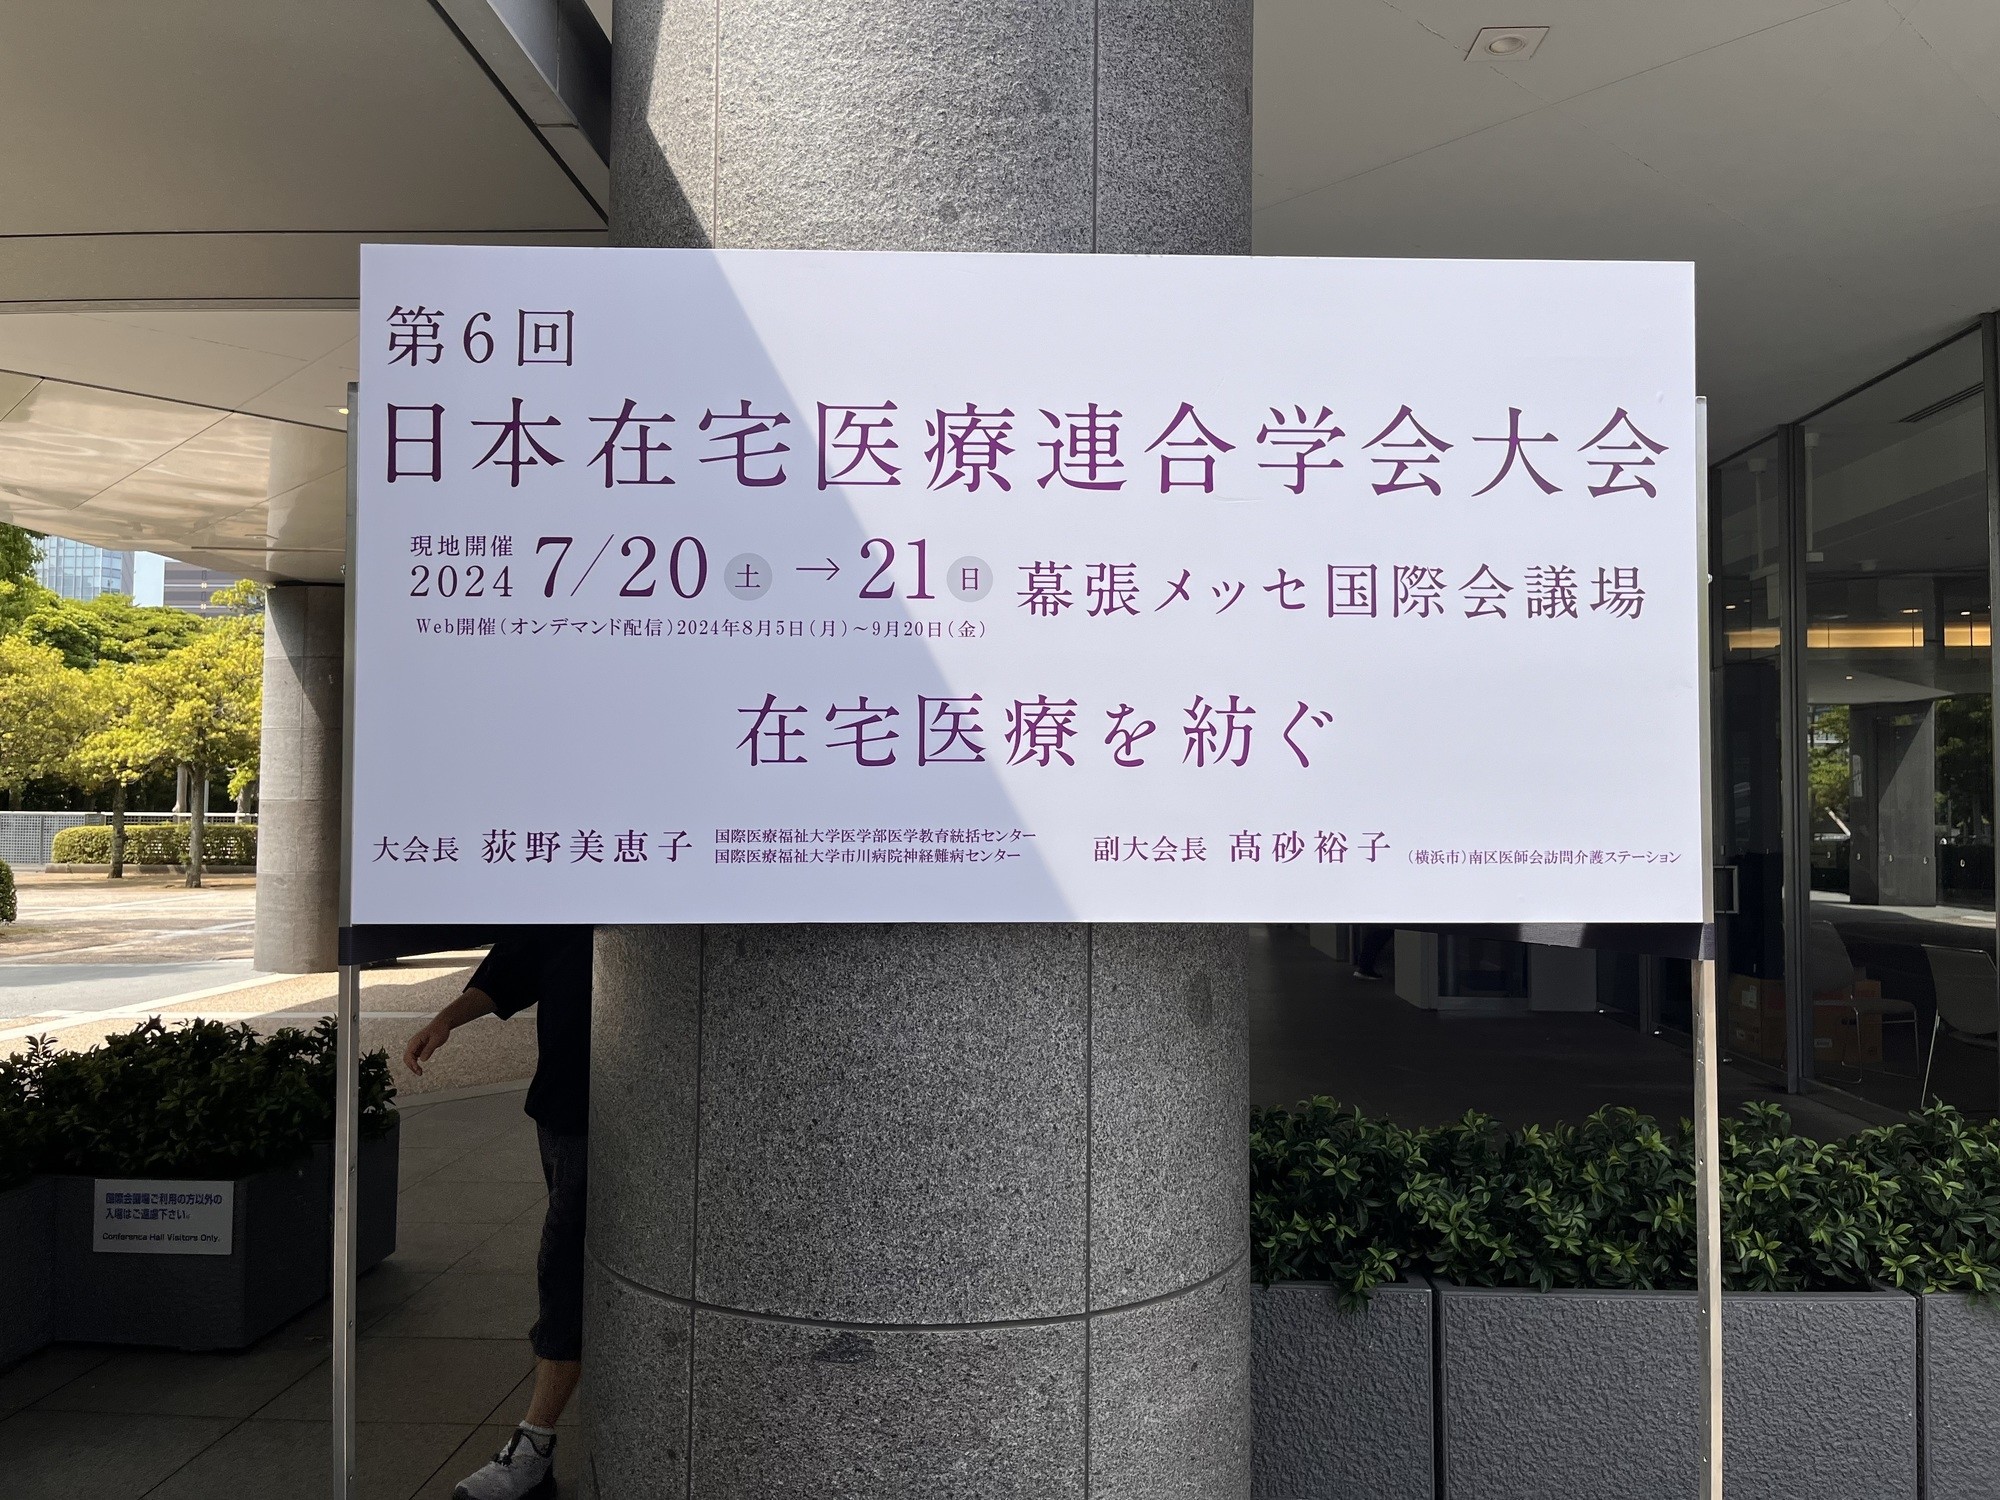 第6回
日本在宅医療連合学会大会
現地開催
2024 7/20 土 → 21 日 幕張メッセ国際会議場
Web開催(オンデマンド配信)2024年8月5日(月)〜9月20日(金)
在宅医療を紡ぐ
大会長 荻野美恵子 国際医療福祉大学医学部医学教育統括センター
国際医療福祉大学市川病院神経難病センター
副大会長 髙砂裕子 (横浜市)南区医師会訪問介護ステーション
国際会議場ご利用の方以外の
入場はご遠慮下さい。
Conference Hall Visitors Only.